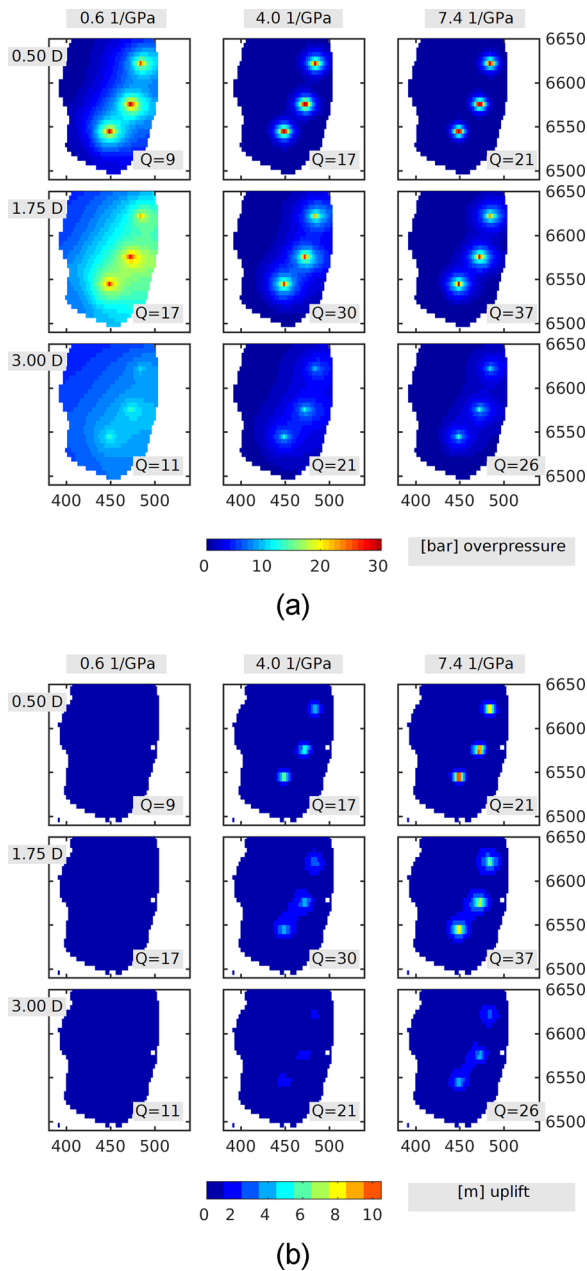 0.6 1/GPa 4.0 1/GPa 7.4 1/GPa
0.50 D 6650
6600
6550
Q=9 Q=17 Q=21 6500
1.75 D 6650
6600
6550
Q=17 Q=30 Q=37 6500
3.00 D 6650
6600
6550
Q=11 Q=21 Q=26 6500
400 450 500 400 450 500 400 450 500
0 10 20 30 [bar] overpressure
(a)
0.6 1/GPa 4.0 1/GPa 7.4 1/GPa
0.50 D 6650
6600
6550
Q=9 Q=17 Q=21 6500
1.75 D 6650
6600
6550
Q=17 Q=30 Q=37 6500
3.00 D 6650
6600
6550
Q=11 Q=21 Q=26 6500
400 450 500 400 450 500 400 450 500
0 2 4 6 8 10 [m] uplift
(b)